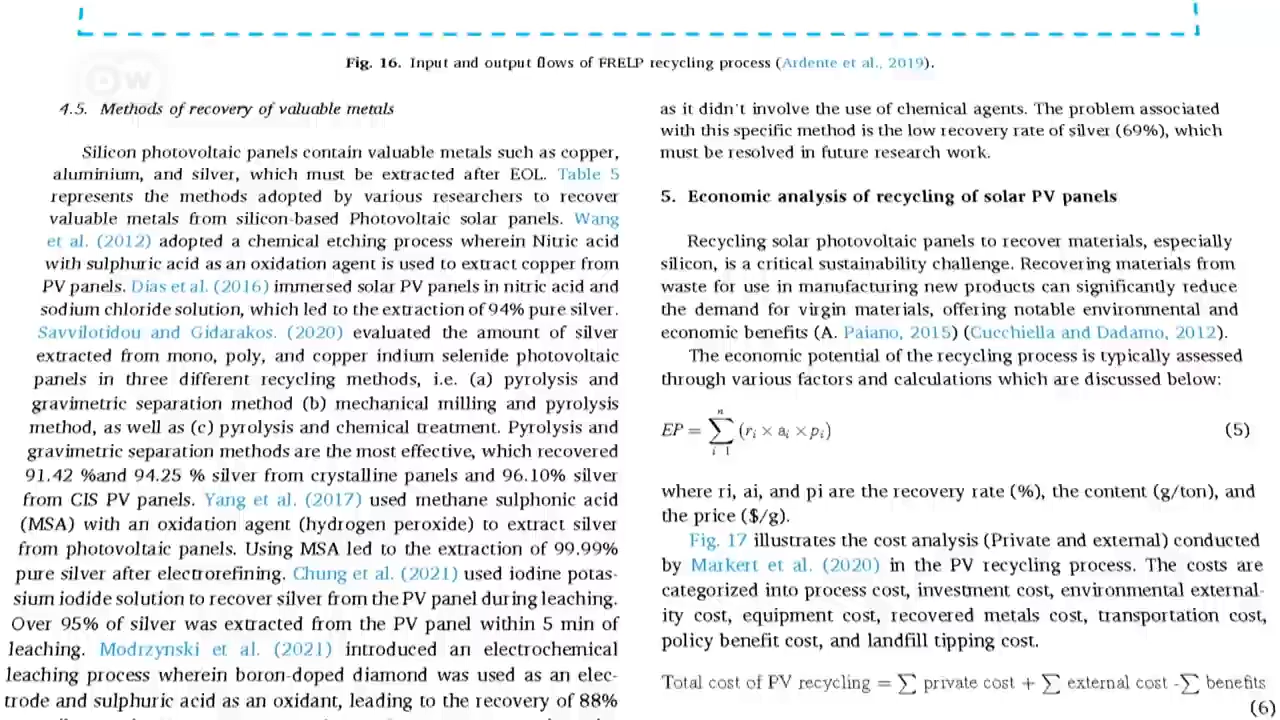 DW
Fig. 16. Input and output flows of FRELP recycling process (Ardente et al., 2019).
4.5. Methods of recovery of valuable metals
Silicon photovoltaic panels contain valuable metals such as copper,
aluminium, and silver, which must be extracted after EOL. Table 5
represents the methods adopted by various researchers to recover
valuable metals from silicon-based Photovoltaic solar panels. Wang
et al. (2012) adopted a chemical etching process wherein Nitric acid
with sulphuric acid as an oxidation agent is used to extract copper from
PV panels. Dias et al. (2016) immersed solar PV panels in nitric acid and
sodium chloride solution, which led to the extraction of 94% pure silver.
Savvilotidou and Gidarakos. (2020) evaluated the amount of silver
extracted from mono, poly, and copper indium selenide photovoltaic
panels in three different recycling methods, i.e. (a) pyrolysis and
gravimetric separation method (b) mechanical milling and pyrolysis
method, as well as (c) pyrolysis and chemical treatment. Pyrolysis and
gravimetric separation methods are the most effective, which recovered
91.42 %and 94.25 % silver from crystalline panels and 96.10% silver
from CIS PV panels. Yang et al. (2017) used methane sulphonic acid
(MSA) with an oxidation agent (hydrogen peroxide) to extract silver
from photovoltaic panels. Using MSA led to the extraction of 99.99%
pure silver after electrorefining. Chung et al. (2021) used iodine potas-
sium iodide solution to recover silver from the PV panel during leaching.
Over 95% of silver was extracted from the PV panel within 5 min of
leaching. Modrzynski et al. (2021) introduced an electrochemical
leaching process wherein boron-doped diamond was used as an elec-
trode and sulphuric acid as an oxidant, leading to the recovery of 88%
as it didn't involve the use of chemical agents. The problem associated
with this specific method is the low recovery rate of silver (69%), which
must be resolved in future research work.
5. Economic analysis of recycling of solar PV panels
Recycling solar photovoltaic panels to recover materials, especially
silicon, is a critical sustainability challenge. Recovering materials from
waste for use in manufacturing new products can significantly reduce
the demand for virgin materials, offering notable environmental and
economic benefits (A. Paiano, 2015) (Cucchiella and Dadamo, 2012).
The economic potential of the recycling process is typically assessed
through various factors and calculations which are discussed below:
EP = ∑ (ri × ai × pi) (5)
where ri, ai, and pi are the recovery rate (%), the content (g/ton), and
the price ($/g).
Fig. 17 illustrates the cost analysis (Private and external) conducted
by Markert et al. (2020) in the PV recycling process. The costs are
categorized into process cost, investment cost, environmental external-
ity cost, equipment cost, recovered metals cost, transportation cost,
policy benefit cost, and landfill tipping cost.
Total cost of PV recycling = ∑ private cost + ∑ external cost -∑ benefits
(6)